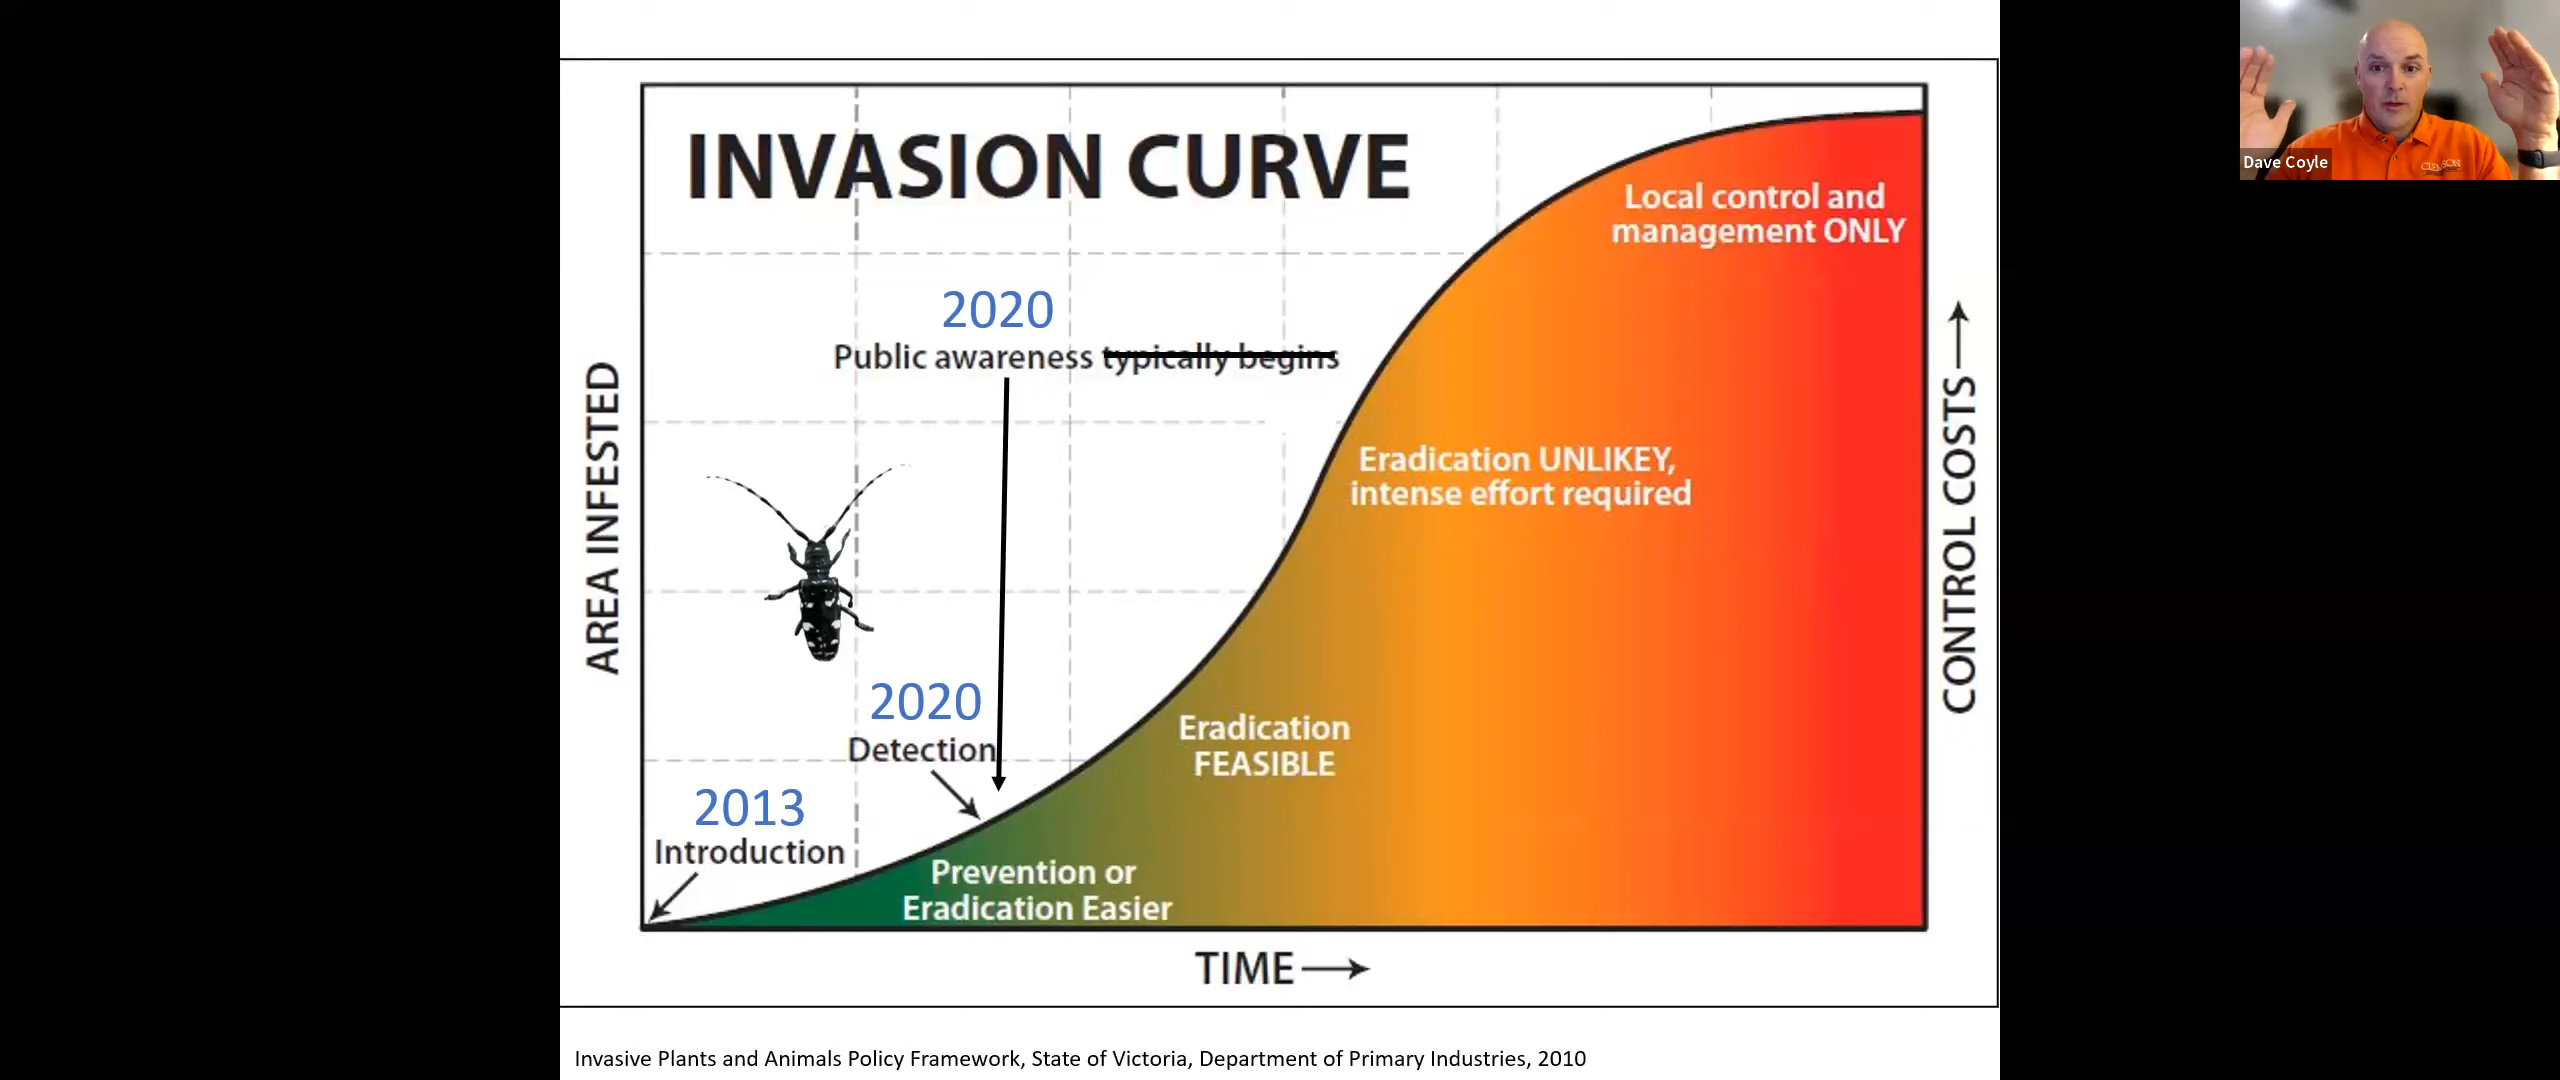 INVASION CURVE
Local control and
management ONLY
2020
Public awareness typically begins
Eradication UNLIKEY,
intense effort required
2020
Detection
Eradication
FEASIBLE
2013
Introduction
Prevention or
Eradication Easier
AREA INFESTED
CONTROL COSTS
TIME
Invasive Plants and Animals Policy Framework, State of Victoria, Department of Primary Industries, 2010
Dave Coyle
CLEMSON